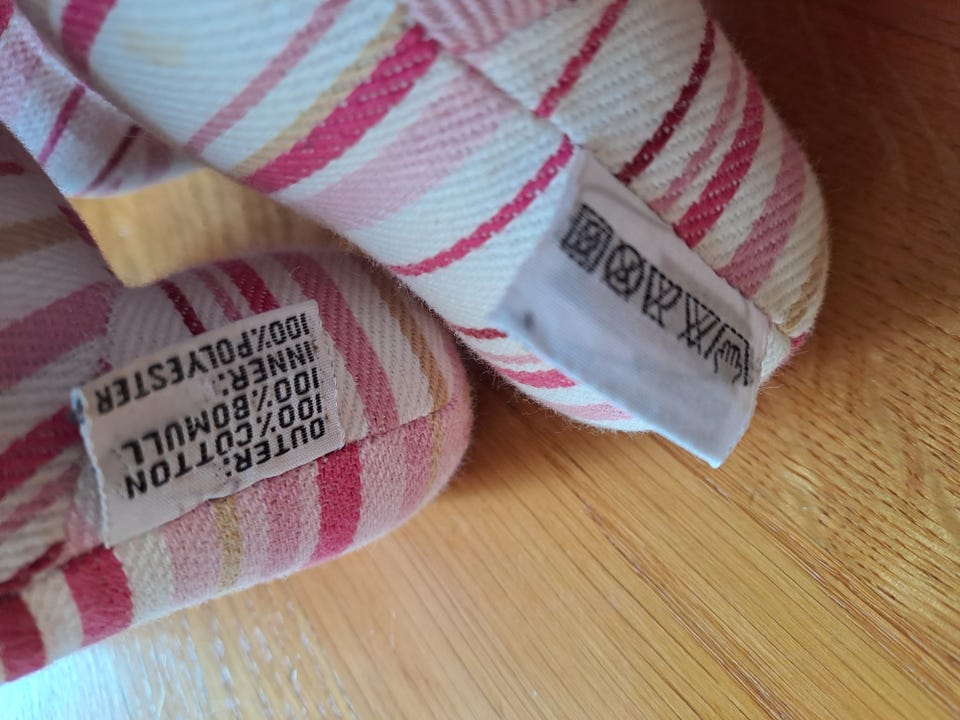 OUTER:
100%COTTON
100%BOMULL
INNER:
100%POLYESTER